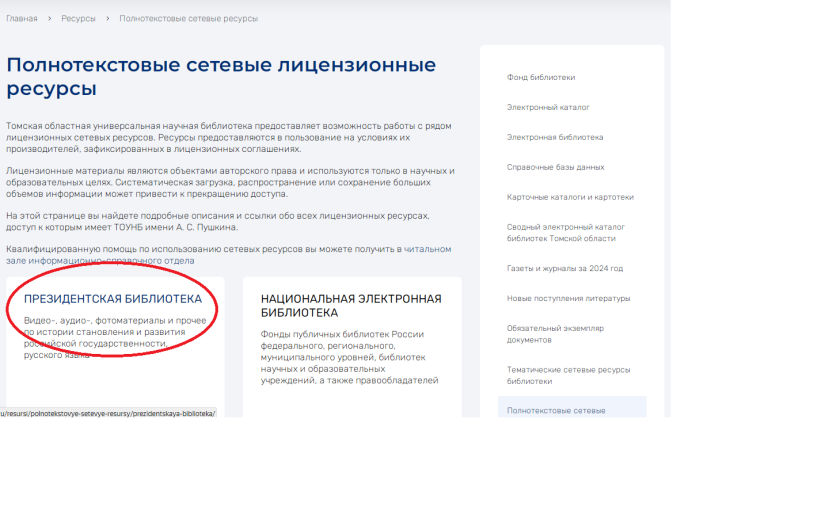 Главная › Ресурсы › Полнотекстовые сетевые ресурсы
Полнотекстовые сетевые лицензионные
ресурсы
Томская областная универсальная научная библиотека предоставляет возможность работы с рядом
лицензионных сетевых ресурсов. Ресурсы предоставляются в пользование на условиях их
производителей, зафиксированных в лицензионных соглашениях.
Лицензионные материалы являются объектами авторского права и используются только в научных и
образовательных целях. Систематическая загрузка, распространение или сохранение больших
объемов информации может привести к прекращению доступа.
На этой странице вы найдете подробные описания и ссылки обо всех лицензионных ресурсах,
доступ к которым имеет ТОУНБ имени А. С. Пушкина.
Квалифицированную помощь по использованию сетевых ресурсов вы можете получить в читальном
зале информационно-справочного отдела
ПРЕЗИДЕНТСКАЯ БИБЛИОТЕКА
Видео-, аудио-, фотоматериалы и прочее
по истории становления и развития
российской государственности,
русского языка
НАЦИОНАЛЬНАЯ ЭЛЕКТРОННАЯ
БИБЛИОТЕКА
Фонды публичных библиотек России
федерального, регионального,
муниципального уровней, библиотек
научных и образовательных
учреждений, а также правообладателей
Фонд библиотеки
Электронный каталог
Электронная библиотека
Справочные базы данных
Карточные каталоги и картотеки
Сводный электронный каталог
библиотек Томской области
Газеты и журналы за 2024 год
Новые поступления литературы
Обязательный экземпляр
документов
Тематические сетевые ресурсы
библиотеки
Полнотекстовые сетевые
u/resursi/polnotekstovye-setevye-resursy/prezidentskaya-biblioteka/